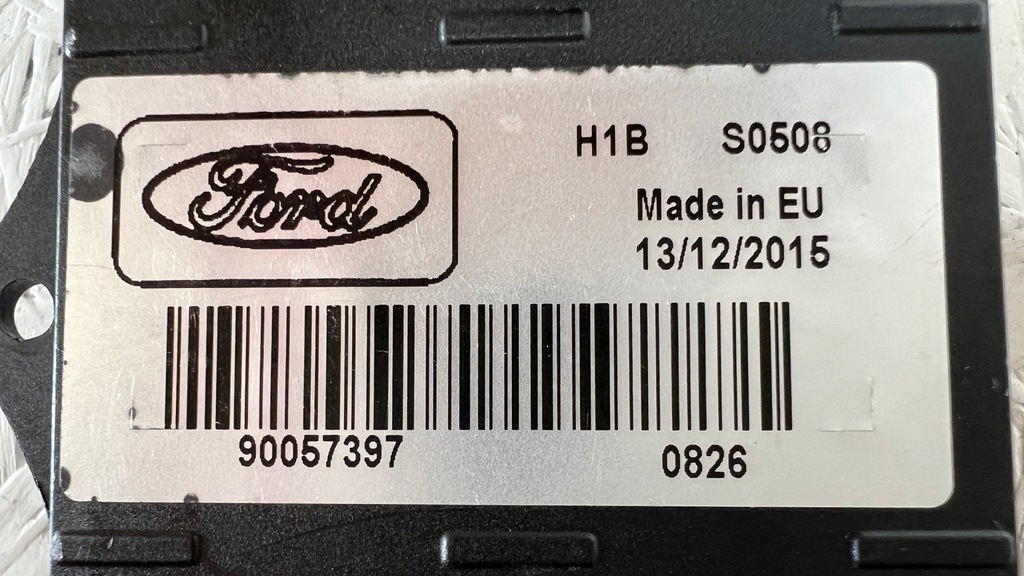 Ford
H1B S0508
Made in EU
13/12/2015
90057397 0826